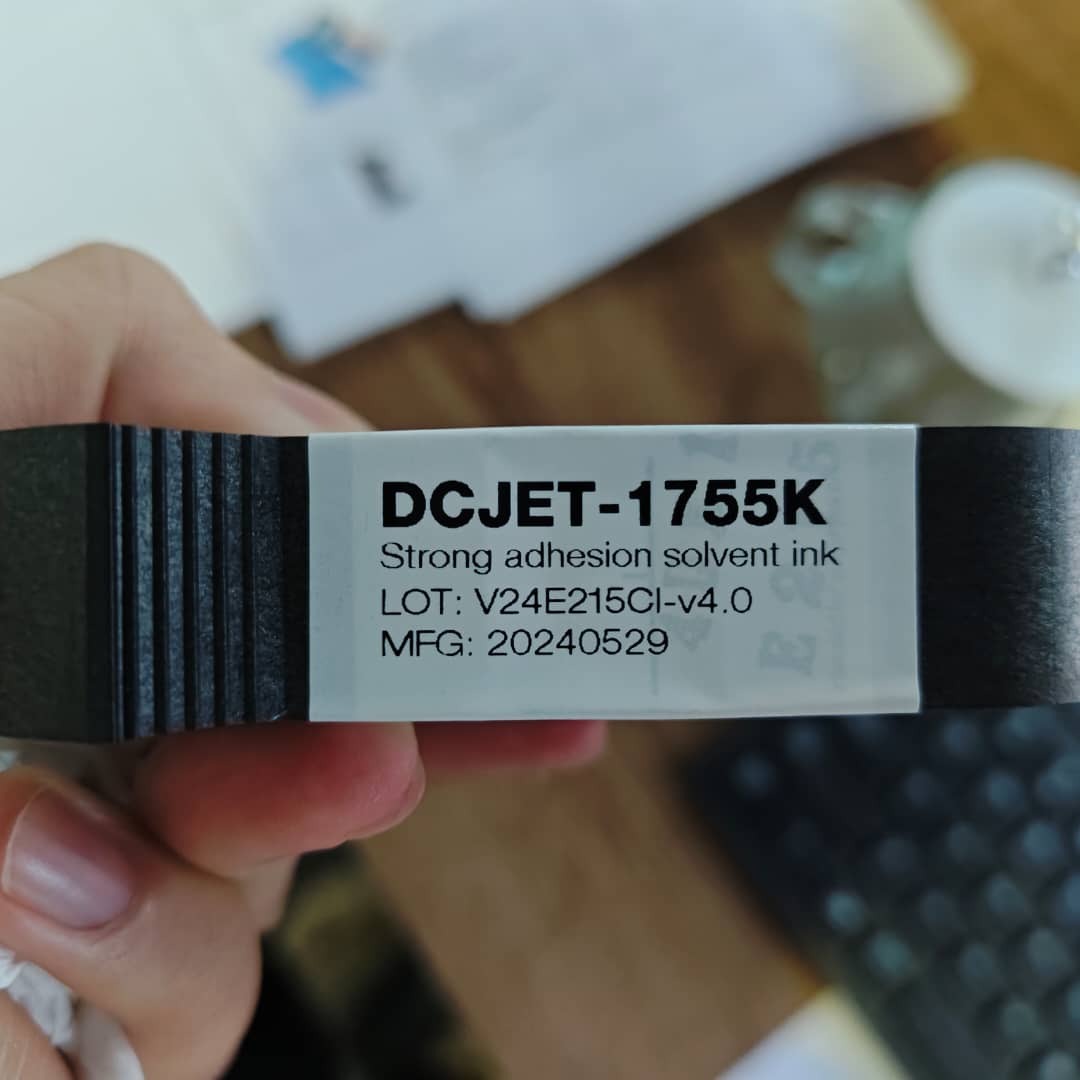 DCJET-1755K
Strong adhesion solvent ink
LOT: V24E215CI-v4.0
MFG: 20240529